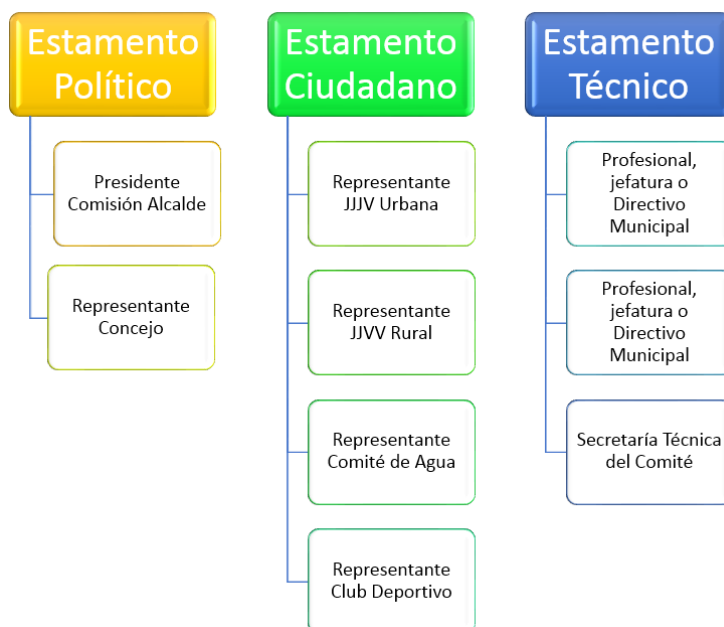 Estamento
Político
Presidente
Comisión Alcalde
Representante
Concejo
Estamento
Ciudadano
Representante
JJJV Urbana
Representante
JJVV Rural
Representante
Comité de Agua
Representante
Club Deportivo
Estamento
Técnico
Profesional,
jefatura o
Directivo
Municipal
Profesional,
jefatura o
Directivo
Municipal
Secretaría Técnica
del Comité